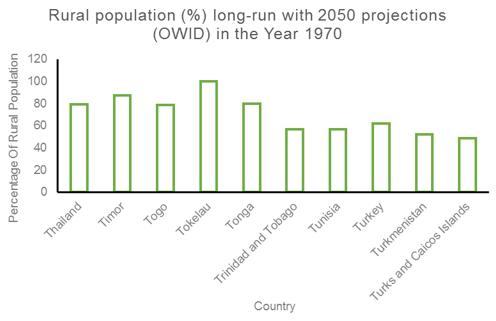 Rural population (%) long-run with 2050 projections
(OWID) in the Year 1970
Percentage Of Rural Population
120
100
80
60
40
20
0
Thailand
Timor
Togo
Tokelau
Tonga
Trinidad and Tobago
Tunisia
Turkey
Turkmenistan
Turks and Caicos Islands
Country